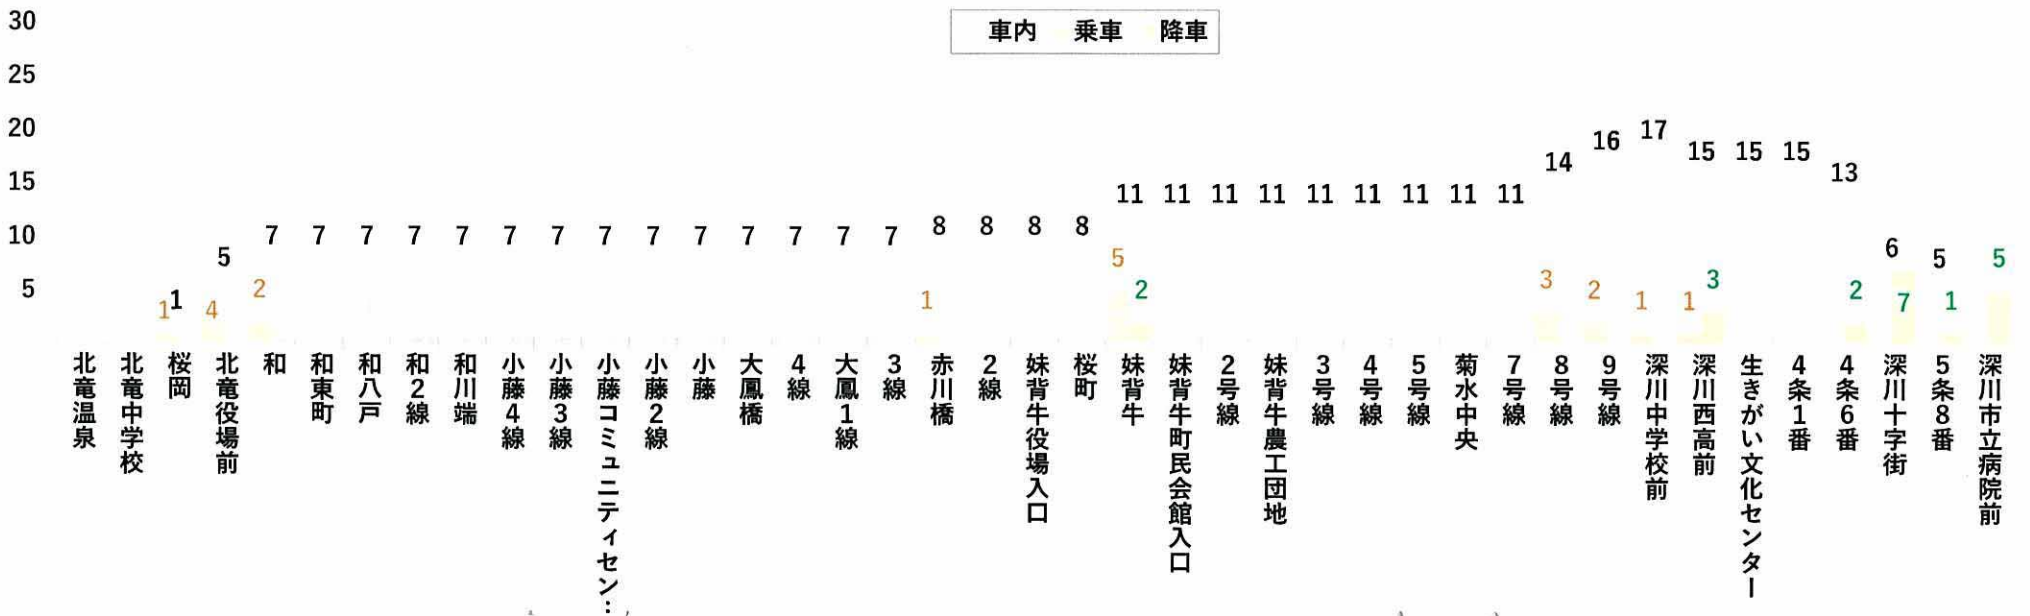 車内 乗車 降車
30
25
20
15
10
5
1 1 4 5 2 7 7 7 7 7 7 7 7 7 7 7 7 7 7 1 8 8 8 8 5 11 2 11 11 11 11 11 11 11 11 3 14 2 16 1 17 1 15 3 15 15 13 2 6 7 5 1 5
北竜温泉
北竜中学校
桜岡
北竜役場前
和
和東町
和八戸
和2線
和川端
小藤4線
小藤3線
小藤コミュニティセン…
小藤2線
小藤
大鳳橋
4線
大鳳1線
3線
赤川橋
2線
妹背牛役場入口
桜町
妹背牛
妹背牛町民会館入口
2号線
妹背牛農工団地
3号線
4号線
5号線
菊水中央
7号線
8号線
9号線
深川中学校前
深川西高前
生きがい文化センター
4条1番
4条6番
深川十字街
5条8番
深川市立病院前